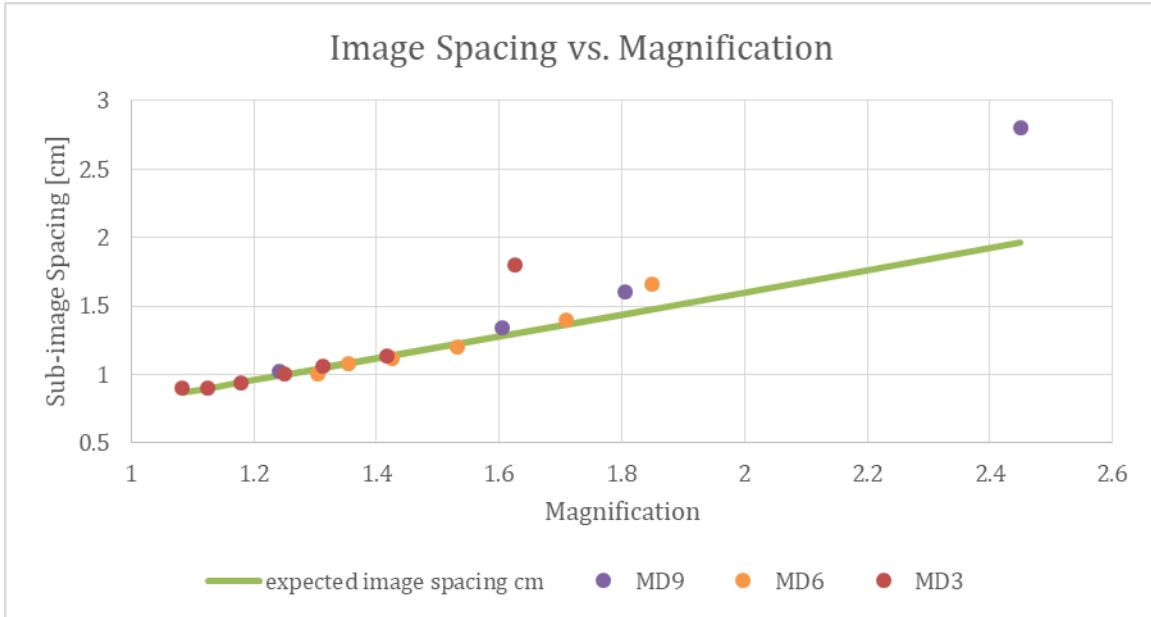 Image Spacing vs. Magnification
Sub-image Spacing [cm]
3
2.5
2
1.5
1
0.5
1 1.2 1.4 1.6 1.8 2 2.2 2.4 2.6
Magnification
expected image spacing cm MD9 MD6 MD3